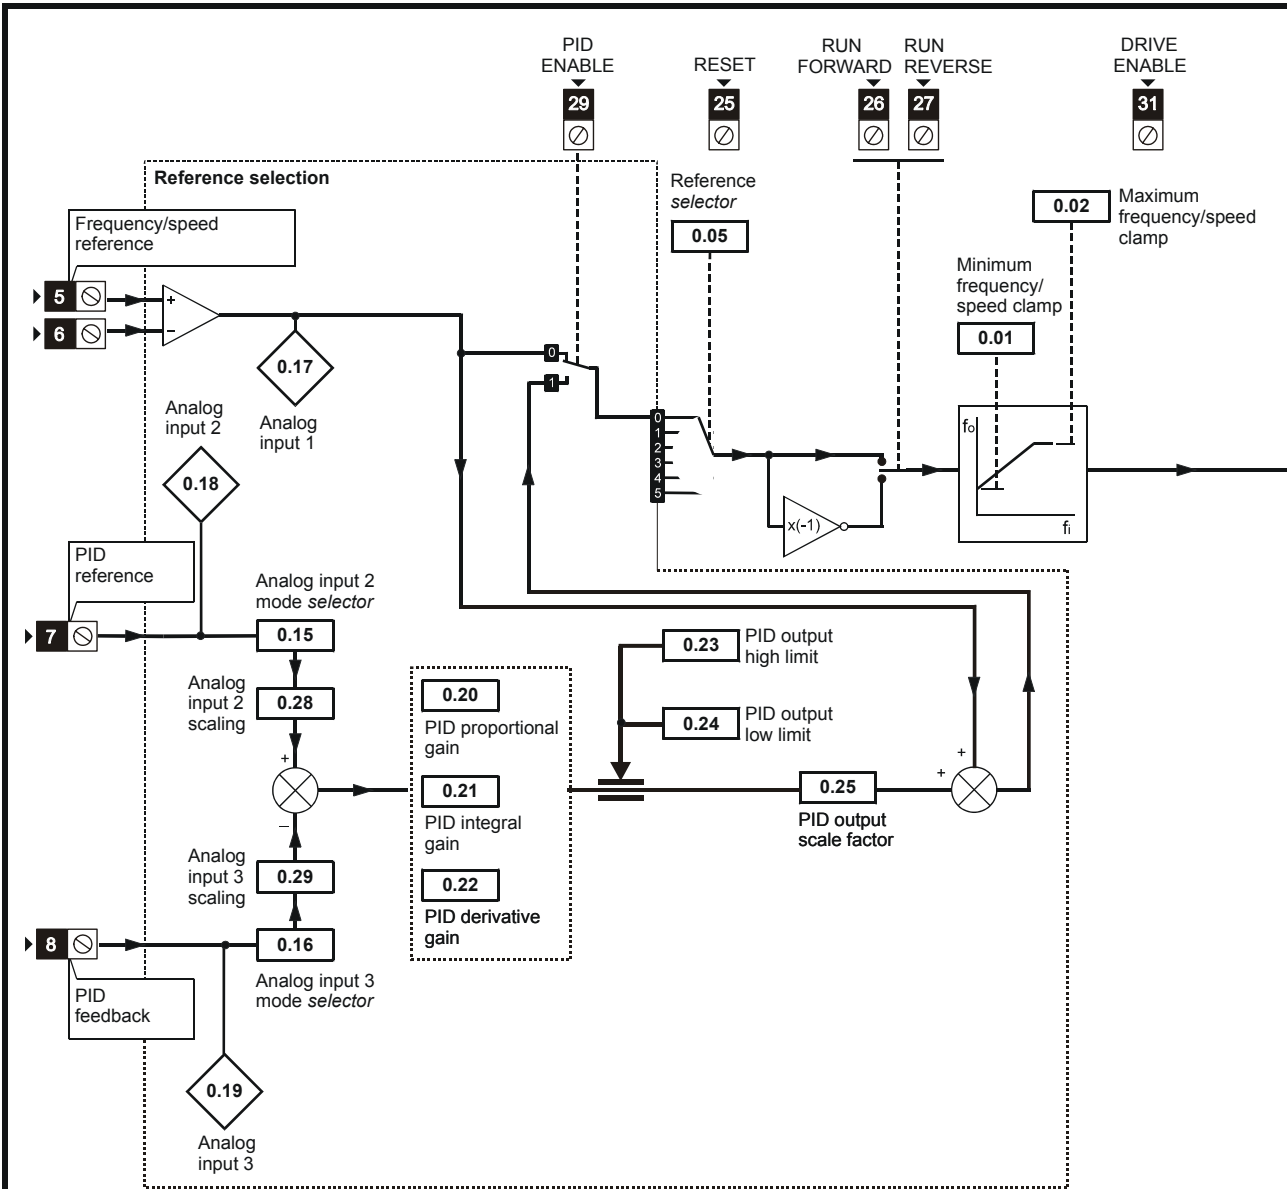 PID
ENABLE
29
RESET
25
RUN
FORWARD
26
RUN
REVERSE
27
DRIVE
ENABLE
31
Reference selection
Reference
selector
0.05
0.02
Maximum
frequency/speed
clamp
Minimum
frequency/
speed clamp
0.01
Frequency/speed
reference
5
6
+
−
0.17
Analog
input 1
Analog
input 2
0.18
0
1
0
1
2
3
4
5
x(-1)
fo
fi
PID
reference
7
Analog input 2
mode selector
0.15
Analog
input 2
scaling
0.28
+
−
Analog
input 3
scaling
0.29
0.16
Analog input 3
mode selector
8
PID
feedback
0.19
Analog
input 3
0.20
PID proportional
gain
0.21
PID integral
gain
0.22
PID derivative
gain
0.23
PID output
high limit
0.24
PID output
low limit
0.25
PID output
scale factor
+
+